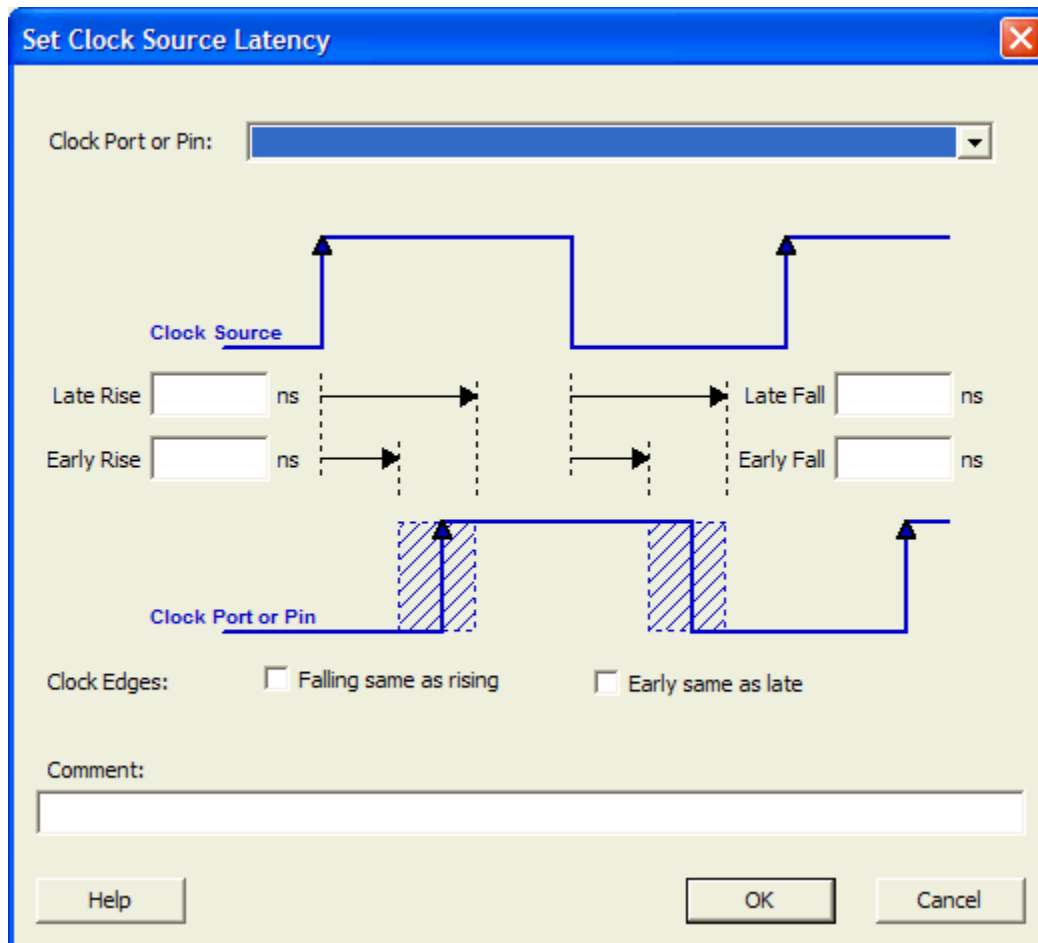 Set Clock Source Latency
Clock Port or Pin:
Clock Source
Late Rise ns Late Fall ns
Early Rise ns Early Fall ns
Clock Port or Pin
Clock Edges: Falling same as rising Early same as late
Comment:
Help OK Cancel